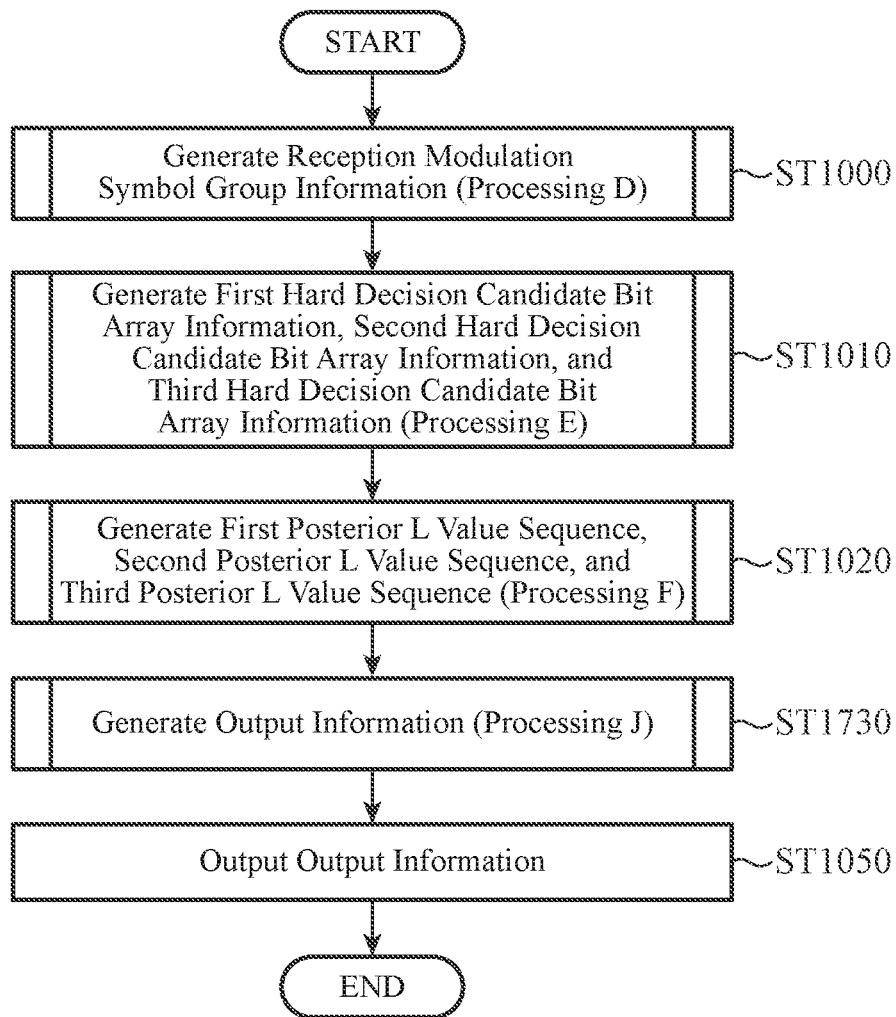 START
Generate Reception Modulation
Symbol Group Information (Processing D)
ST1000
Generate First Hard Decision Candidate Bit
Array Information, Second Hard Decision
Candidate Bit Array Information, and
Third Hard Decision Candidate Bit
Array Information (Processing E)
ST1010
Generate First Posterior L Value Sequence,
Second Posterior L Value Sequence, and
Third Posterior L Value Sequence (Processing F)
ST1020
Generate Output Information (Processing J)
ST1730
Output Output Information
ST1050
END